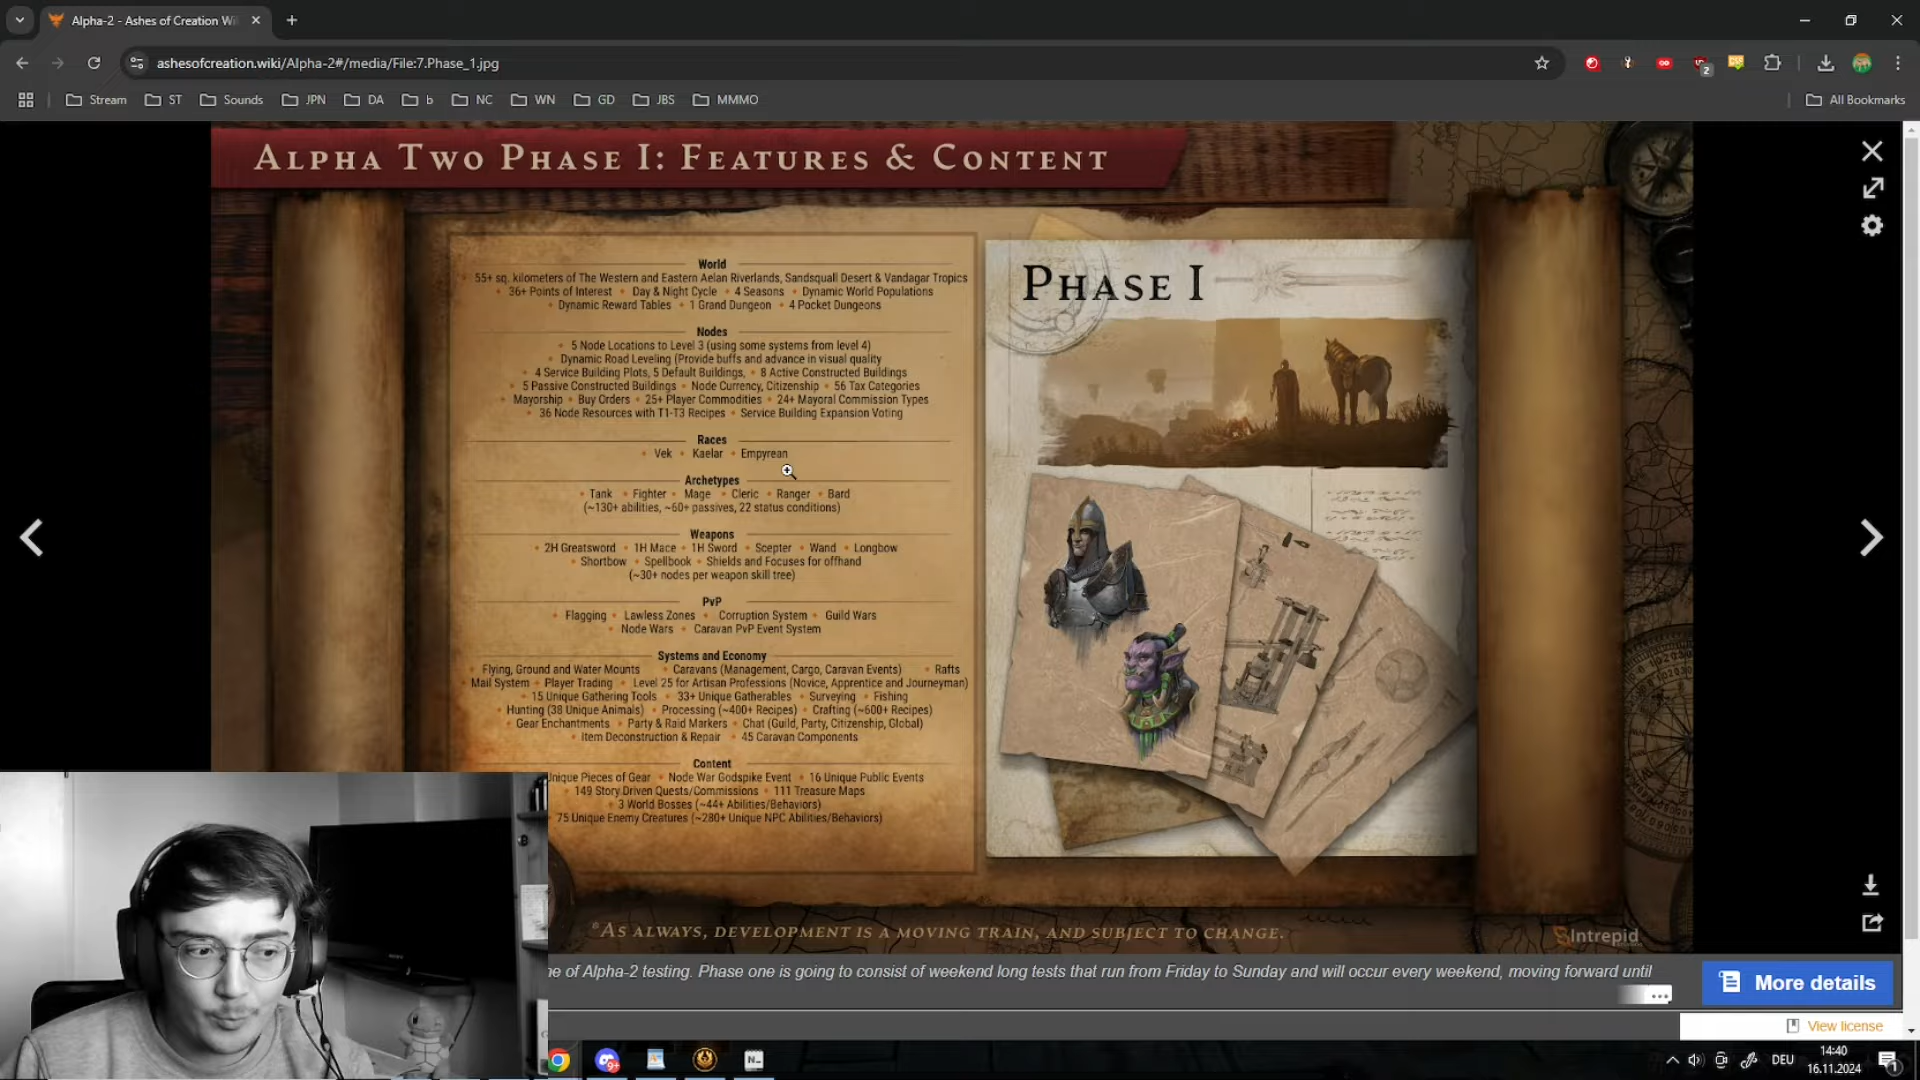 Alpha-2 - Ashes of Creation Wi
ashesofcreation.wiki/Alpha-2#/media/File:7.Phase_1.jpg
2
Stream ST Sounds JPN DA b NC WN GD JBS MMMO All Bookmarks
ALPHA TWO PHASE I: FEATURES & CONTENT
World
55+ sq. kilometers of The Western and Eastern Aelan Riverlands, Sandsquall Desert & Vandagar Tropics
• 36+ Points of Interest • Day & Night Cycle • 4 Seasons • Dynamic World Populations
• Dynamic Reward Tables • 1 Grand Dungeon • 4 Pocket Dungeons
Nodes
• 5 Node Locations to Level 3 (using some systems from level 4)
• Dynamic Road Leveling (Provide buffs and advance in visual quality
• 4 Service Building Plots, 5 Default Buildings, • 8 Active Constructed Buildings
• 5 Passive Constructed Buildings • Node Currency, Citizenship • 56 Tax Categories
Mayorship • Buy Orders • 25+ Player Commodities • 24+ Mayoral Commission Types
• 36 Node Resources with T1-T3 Recipes • Service Building Expansion Voting
Races
• Vek • Kaelar • Empyrean
Archetypes
• Tank • Fighter • Mage • Cleric • Ranger • Bard
(~130+ abilities, ~60+ passives, 22 status conditions)
Weapons
• 2H Greatsword • 1H Mace • 1H Sword • Scepter • Wand • Longbow
• Shortbow • Spellbook • Shields and Focuses for offhand
(~30+ nodes per weapon skill tree)
PvP
• Flagging • Lawless Zones • Corruption System • Guild Wars
• Node Wars • Caravan PvP Event System
Systems and Economy
• Flying, Ground and Water Mounts • Caravans (Management, Cargo, Caravan Events) • Rafts
Mail System • Player Trading • Level 25 for Artisan Professions (Novice, Apprentice and Journeyman)
• 15 Unique Gathering Tools • 33+ Unique Gatherables • Surveying • Fishing
• Hunting (38 Unique Animals) • Processing (~400+ Recipes) • Crafting (~600+ Recipes)
• Gear Enchantments • Party & Raid Markers • Chat (Guild, Party, Citizenship, Global)
• Item Deconstruction & Repair • 45 Caravan Components
Content
Unique Pieces of Gear • Node War Godspike Event • 16 Unique Public Events
149 Story Driven Quests/Commissions • 111 Treasure Maps
• 3 World Bosses (~44+ Abilities/Behaviors)
75 Unique Enemy Creatures (~280+ Unique NPC Abilities/Behaviors)
PHASE I
*AS ALWAYS, DEVELOPMENT IS A MOVING TRAIN, AND SUBJECT TO CHANGE.
Intrepid
ne of Alpha-2 testing. Phase one is going to consist of weekend long tests that run from Friday to Sunday and will occur every weekend, moving forward until
...
More details
View license
9+
N_
DEU
14:40
16.11.2024
1